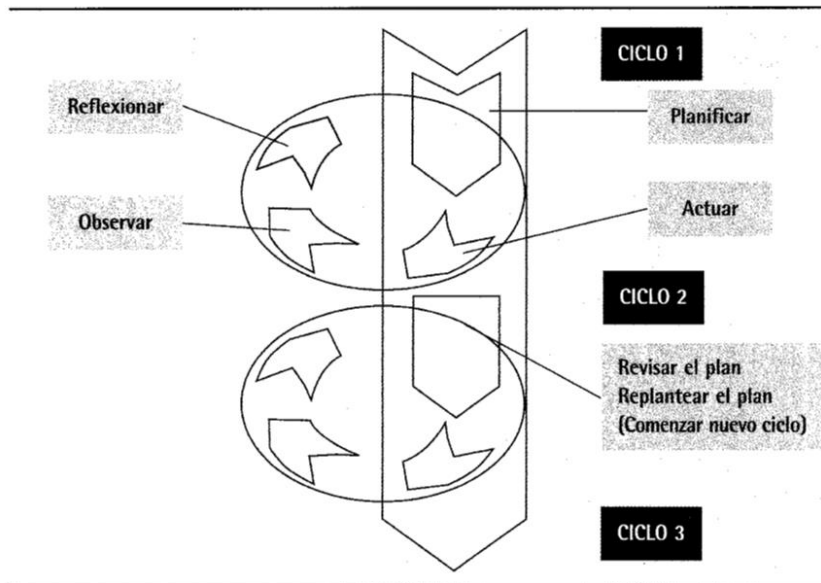 CICLO 1
Reflexionar
Planificar
Observar
Actuar
CICLO 2
Revisar el plan
Replantear el plan
(Comenzar nuevo ciclo)
CICLO 3